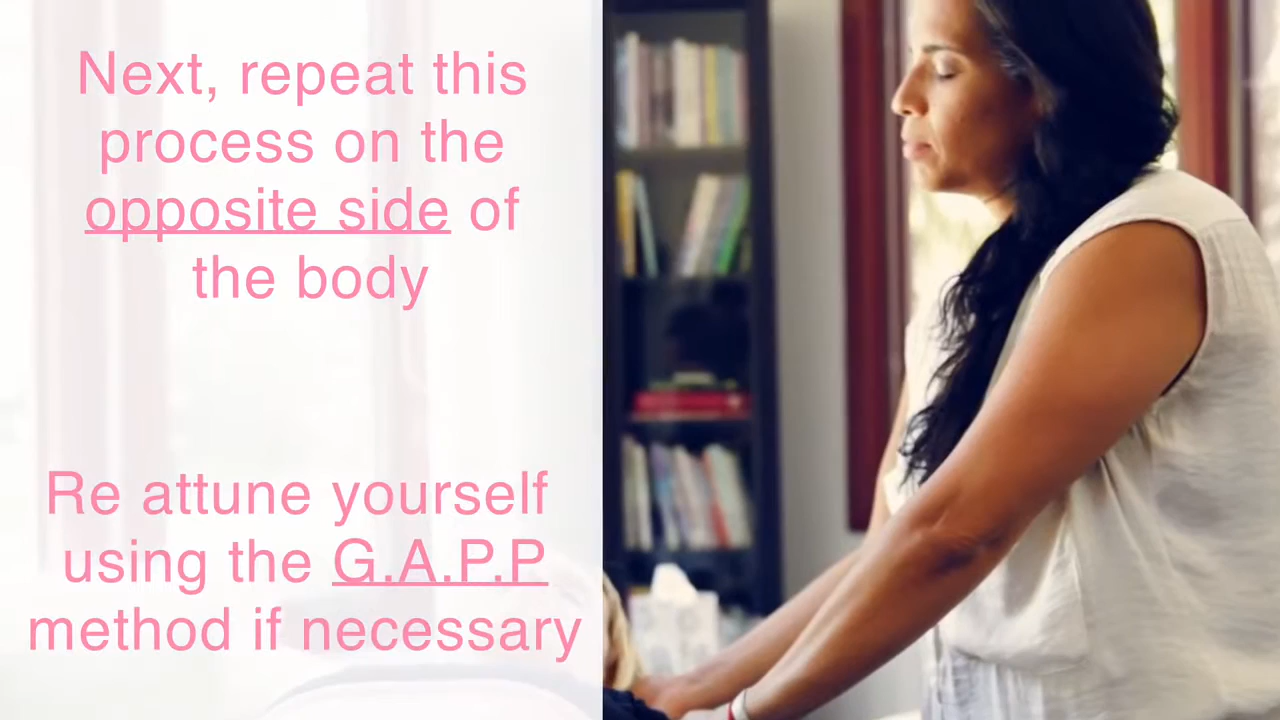 Next, repeat this
process on the
opposite side of
the body
Re attune yourself
using the G.A.P.P
method if necessary